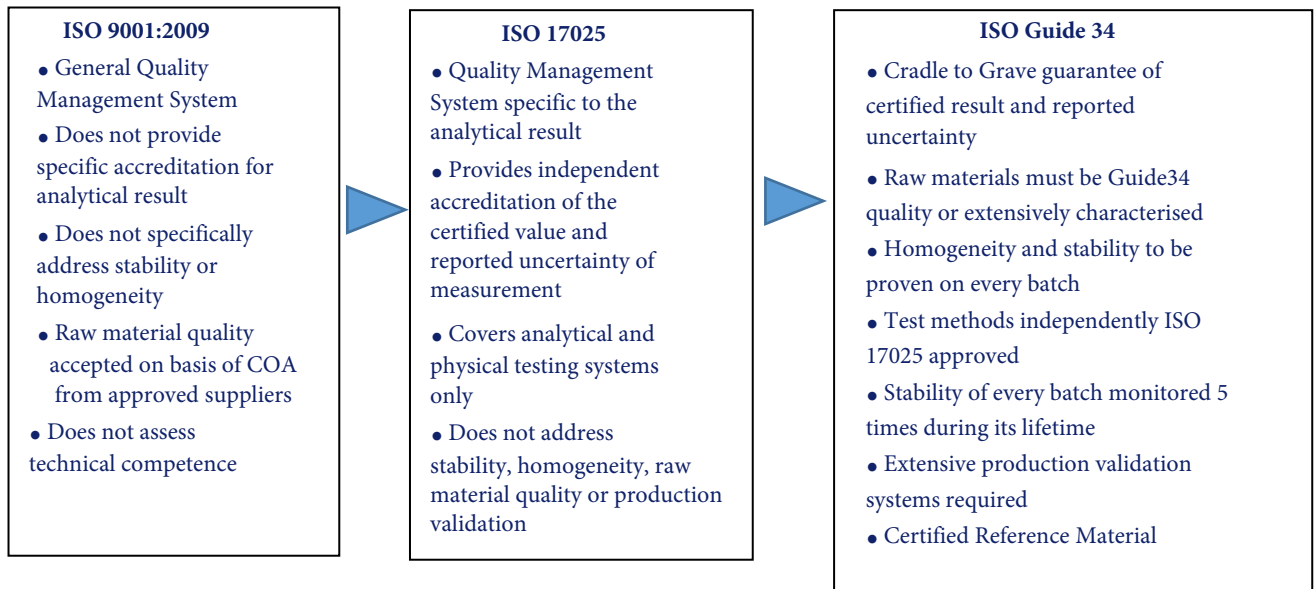 ISO 9001:2009
• General Quality
Management System
• Does not provide
specific accreditation for
analytical result
• Does not specifically
address stability or
homogeneity
• Raw material quality
accepted on basis of COA
from approved suppliers
• Does not assess
technical competence
ISO 17025
• Quality Management
System specific to the
analytical result
• Provides independent
accreditation of the
certified value and
reported uncertainty of
measurement
• Covers analytical and
physical testing systems
only
• Does not address
stability, homogeneity, raw
material quality or production
validation
ISO Guide 34
• Cradle to Grave guarantee of
certified result and reported
uncertainty
• Raw materials must be Guide34
quality or extensively characterised
• Homogeneity and stability to be
proven on every batch
• Test methods independently ISO
17025 approved
• Stability of every batch monitored 5
times during its lifetime
• Extensive production validation
systems required
• Certified Reference Material